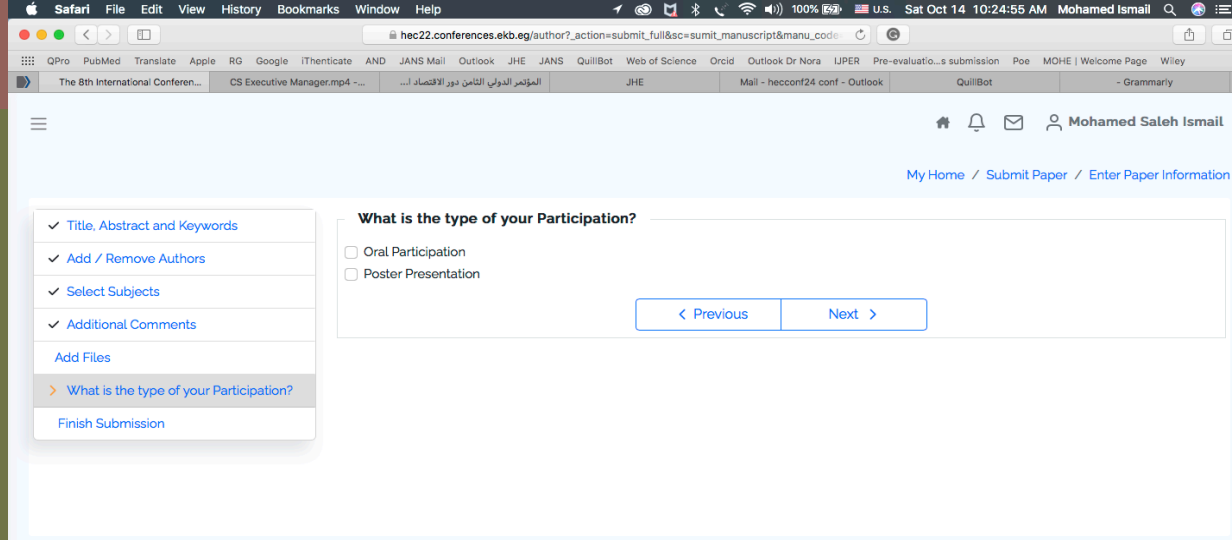 Safari File Edit View History Bookmarks Window Help 100% U.S. Sat Oct 14 10:24:55 AM Mohamed Ismail
hec22.conferences.ekb.eg/author?_action=submit_full&sc=sumit_manuscript&manu_code
QPro PubMed Translate Apple RG Google iThenticate AND JANS Mail Outlook JHE JANS QuillBot Web of Science Orcid Outlook Dr Nora IJPER Pre-evaluatio...s submission Poe MOHE | Welcome Page Wiley
The 8th International Conferen... CS Executive Manager.mp4 -... المؤتمر الدولي الثامن دور الاقتصاد ا... JHE Mail - hecconf24 conf - Outlook QuillBot - Grammarly
Mohamed Saleh Ismail
My Home / Submit Paper / Enter Paper Information
Title, Abstract and Keywords
Add / Remove Authors
Select Subjects
Additional Comments
Add Files
What is the type of your Participation?
Finish Submission
What is the type of your Participation?
Oral Participation
Poster Presentation
< Previous Next >